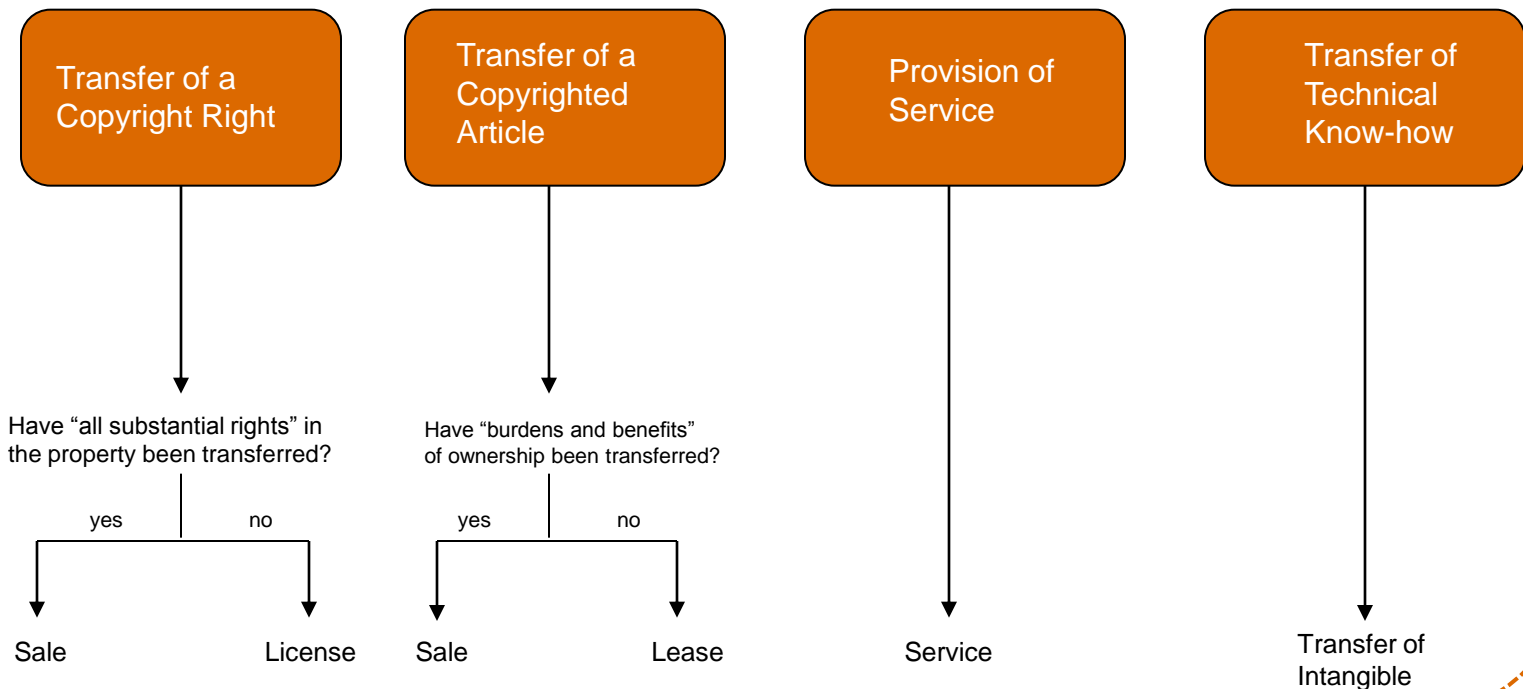 Transfer of a
Copyright Right
Transfer of a
Copyrighted
Article
Provision of
Service
Transfer of
Technical
Know-how
Have “all substantial rights” in
the property been transferred?
Have “burdens and benefits”
of ownership been transferred?
yes
no
yes
no
Sale
License
Sale
Lease
Service
Transfer of
Intangible